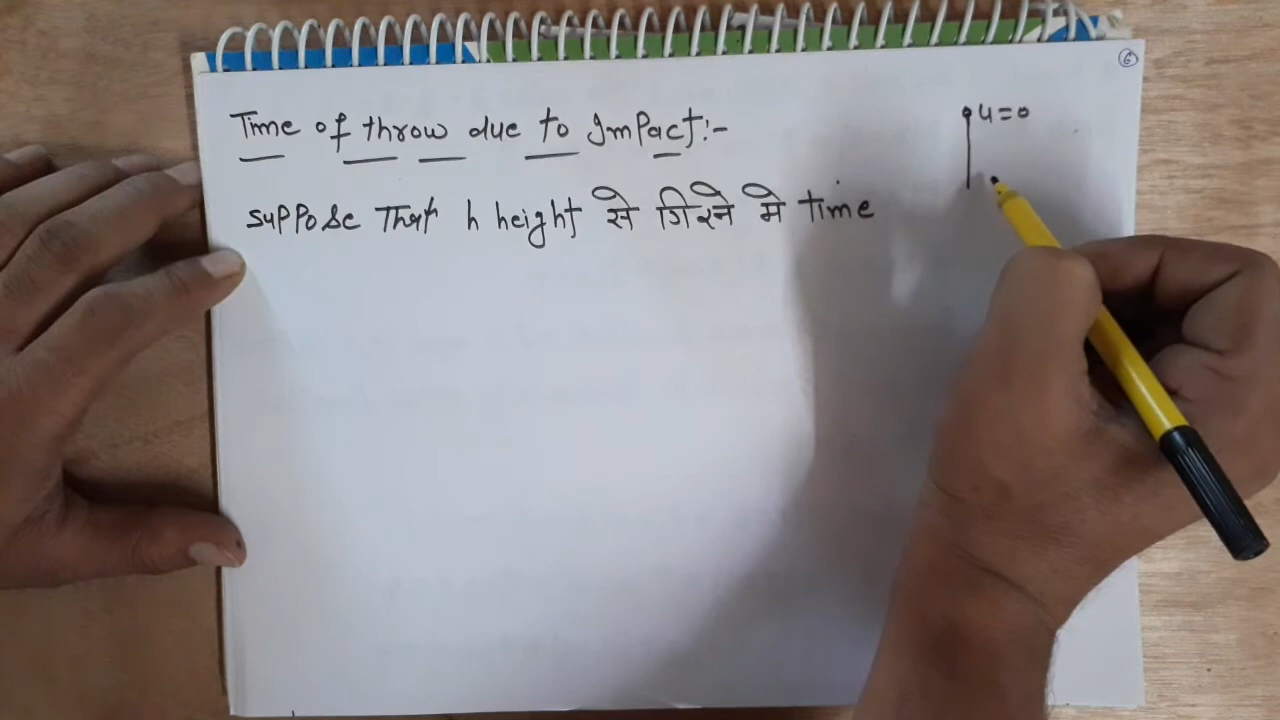 6
Time of throw due to Impact:-
u=0
suppose That h height से गिरने मे time